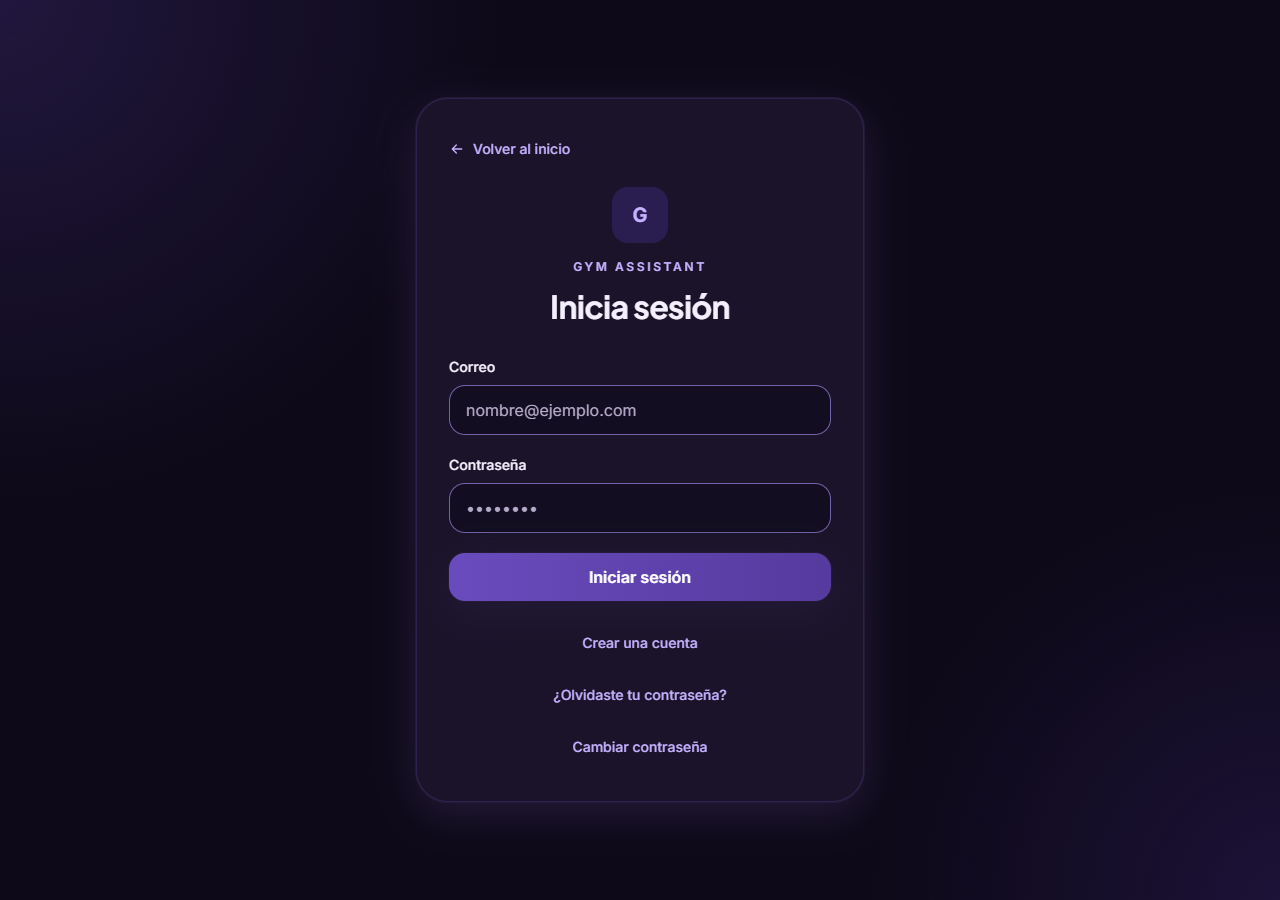 ← Volver al inicio
G
GYM ASSISTANT
Inicia sesión
Correo
nombre@ejemplo.com
Contraseña
••••••••
Iniciar sesión
Crear una cuenta
¿Olvidaste tu contraseña?
Cambiar contraseña